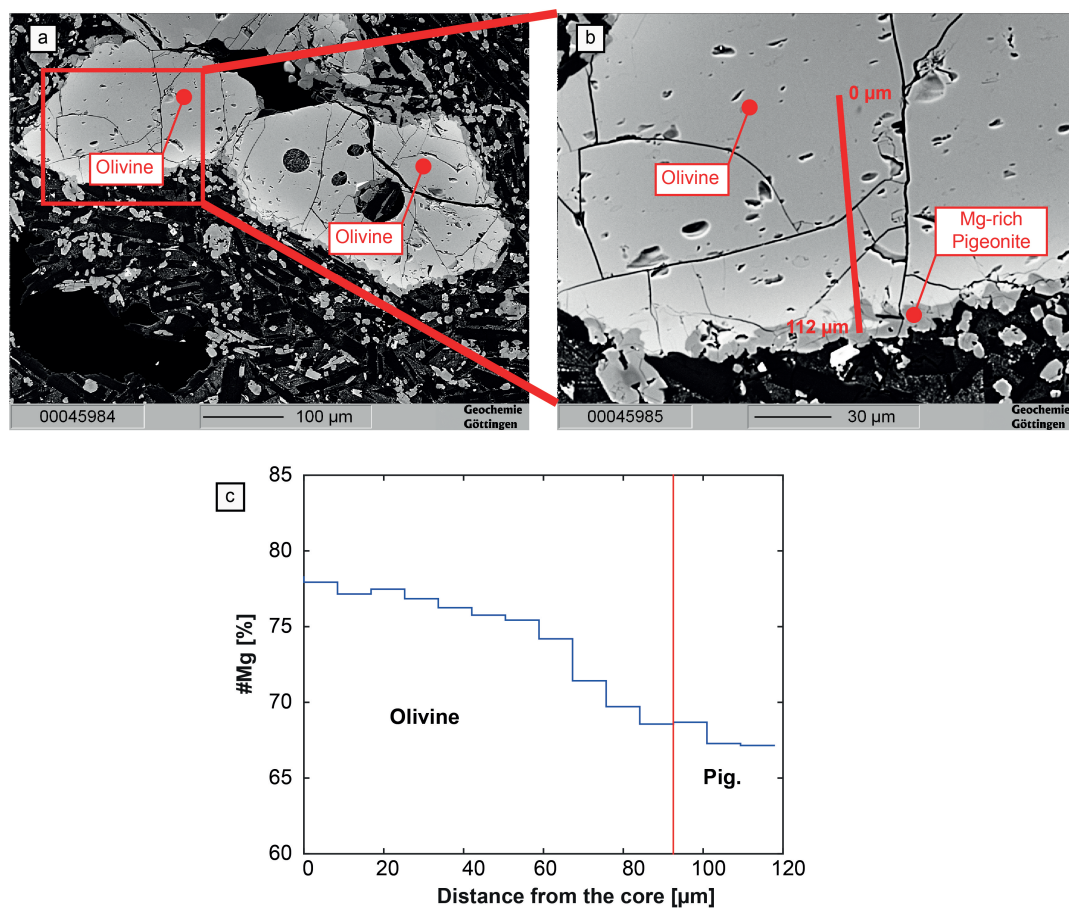 a
Olivine
Olivine
00045984
100 µm
Geochemie
Göttingen
b
0 µm
Olivine
Mg-rich
Pigeonite
112 µm
00045985
30 µm
Geochemie
Göttingen
c
#Mg [%]
85
80
75
70
65
60
Olivine
Pig.
0 20 40 60 80 100 120
Distance from the core [µm]